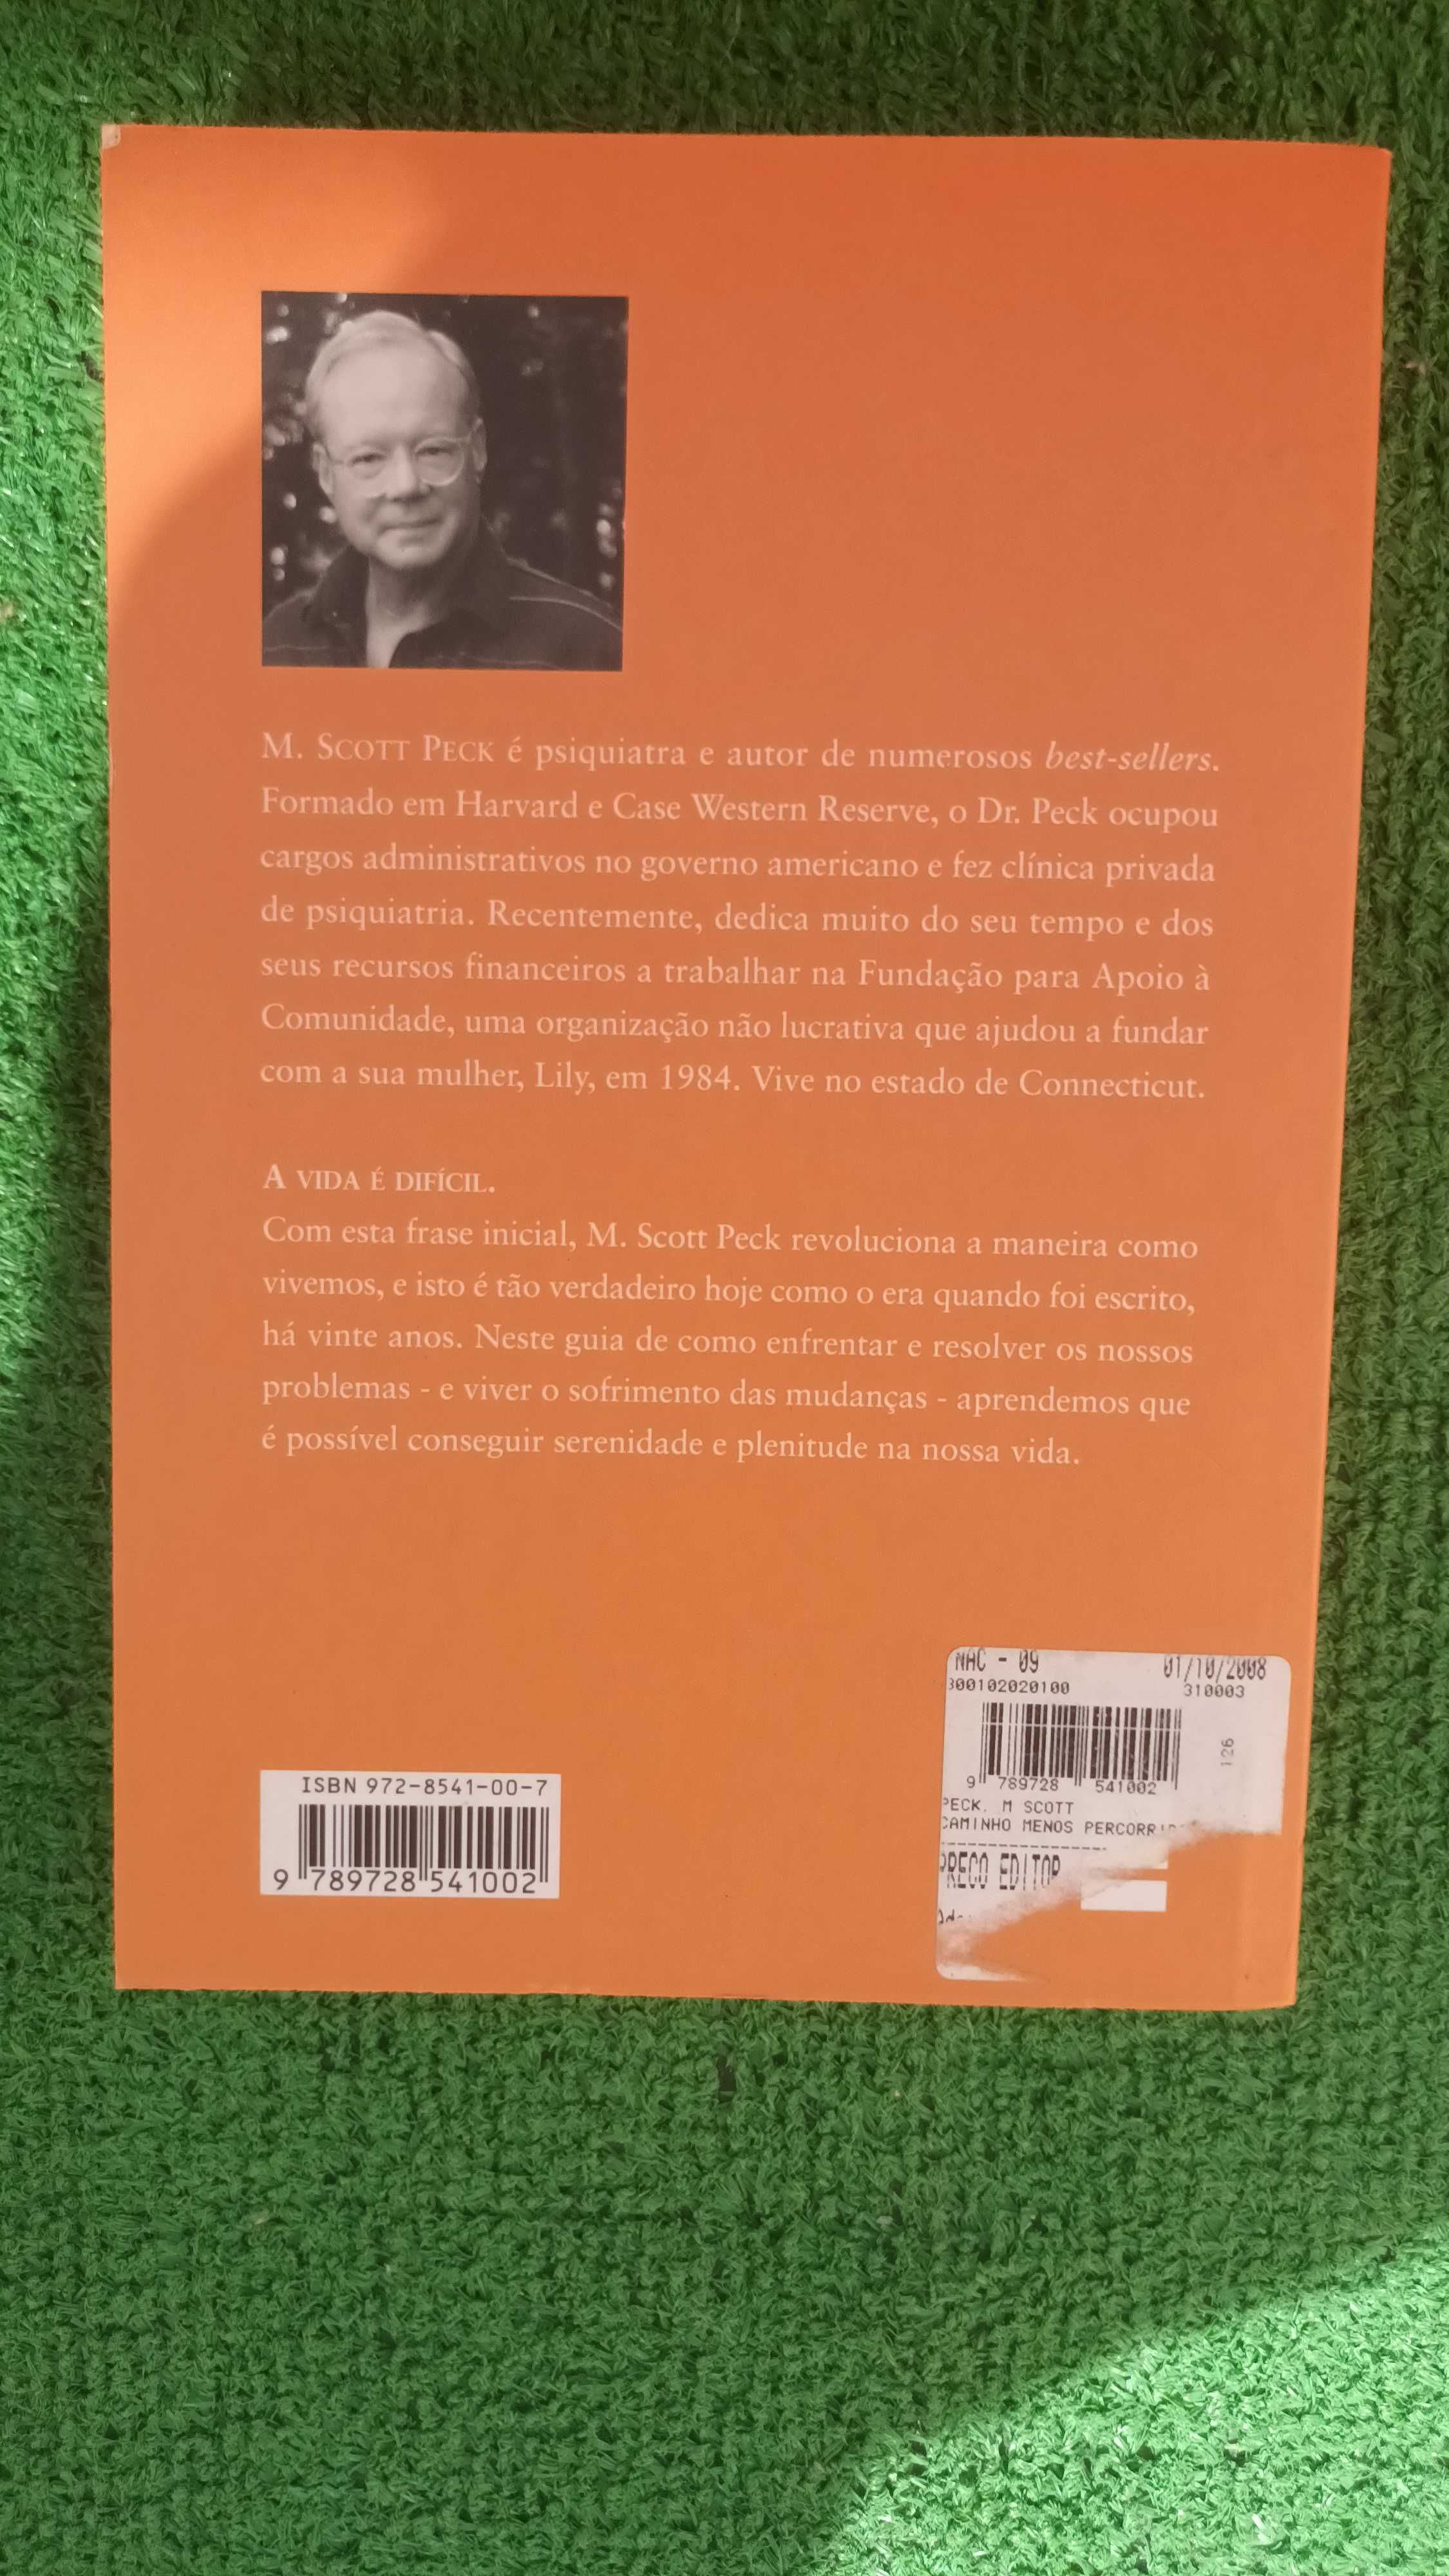 M. SCOTT PECK é psiquiatra e autor de numerosos best-sellers.
Formado em Harvard e Case Western Reserve, o Dr. Peck ocupou
cargos administrativos no governo americano e fez clínica privada
de psiquiatria. Recentemente, dedica muito do seu tempo e dos
seus recursos financeiros a trabalhar na Fundação para Apoio à
Comunidade, uma organização não lucrativa que ajudou a fundar
com a sua mulher, Lily, em 1984. Vive no estado de Connecticut.
A VIDA É DIFÍCIL.
Com esta frase inicial, M. Scott Peck revoluciona a maneira como
vivemos, e isto é tão verdadeiro hoje como o era quando foi escrito,
há vinte anos. Neste guia de como enfrentar e resolver os nossos
problemas - e viver o sofrimento das mudanças - aprendemos que
é possível conseguir serenidade e plenitude na nossa vida.
ISBN 972-8541-00-7
9 789728 541002
NAC - 09 01/10/2008
300102020100 310003
126
9 789728 541002
PECK, M SCOTT
CAMINHO MENOS
PRECO EDITOR